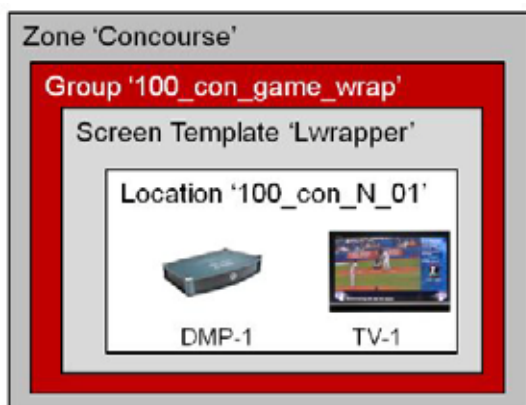 Zone ‘Concourse’
Group ‘100_con_game_wrap’
Screen Template ‘Lwrapper’
Location ‘100_con_N_01’
DMP-1 TV-1